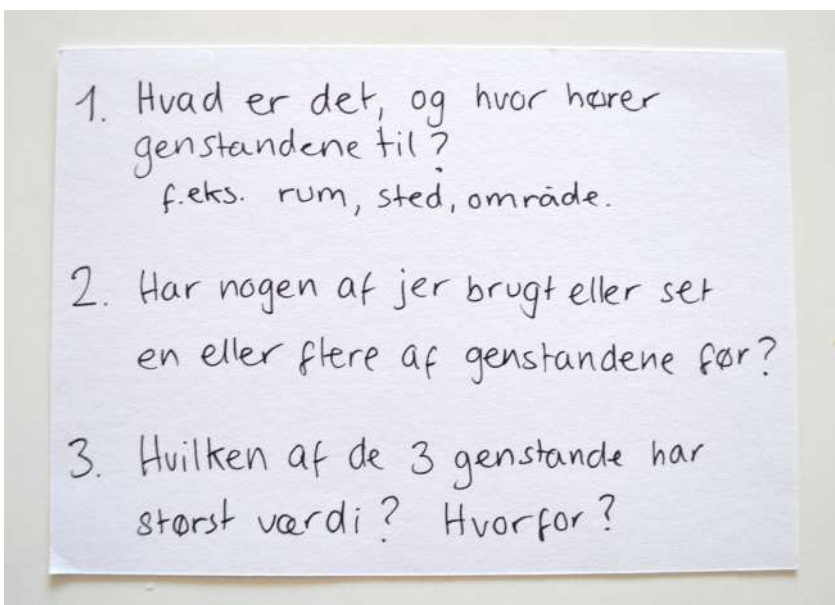 1. Hvad er det, og hvor hører
genstandene til?
f.eks. rum, sted, område.
2. Har nogen af jer brugt eller set
en eller flere af genstandene før?
3. Hvilken af de 3 genstande har
størst værdi? Hvorfor?